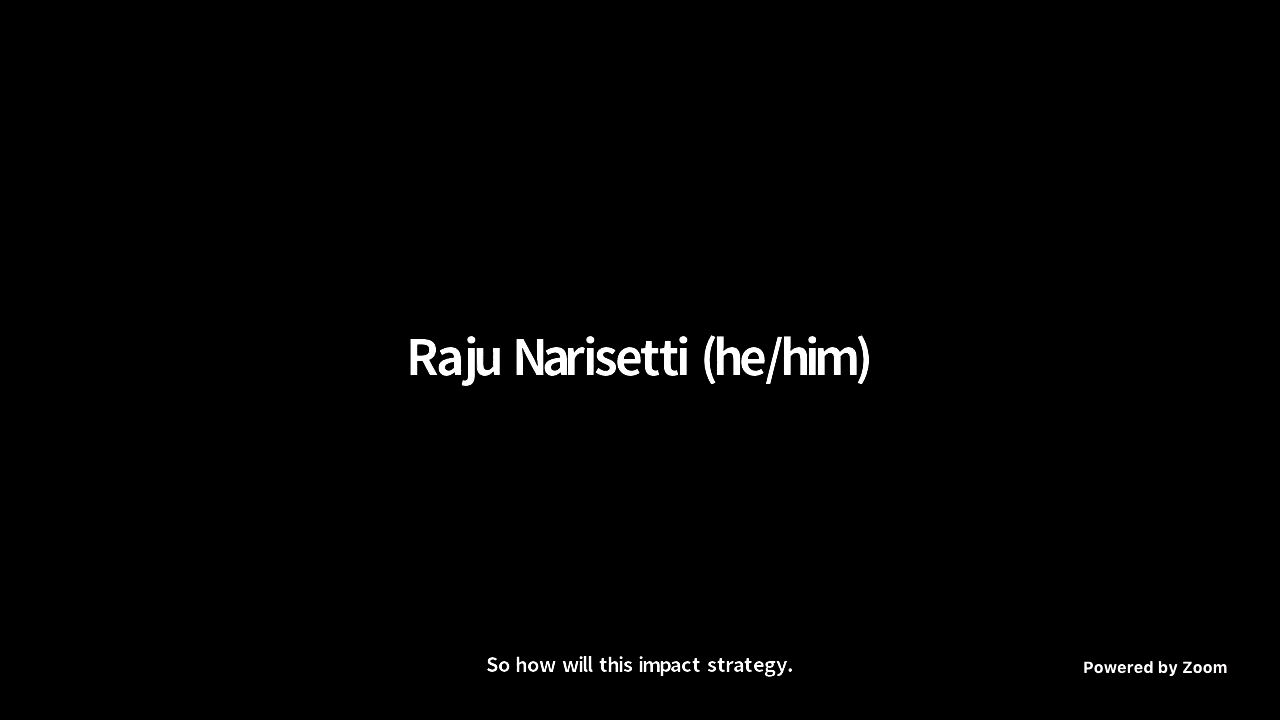 Raju Narisetti (he/him)
So how will this impact strategy.
Powered by Zoom